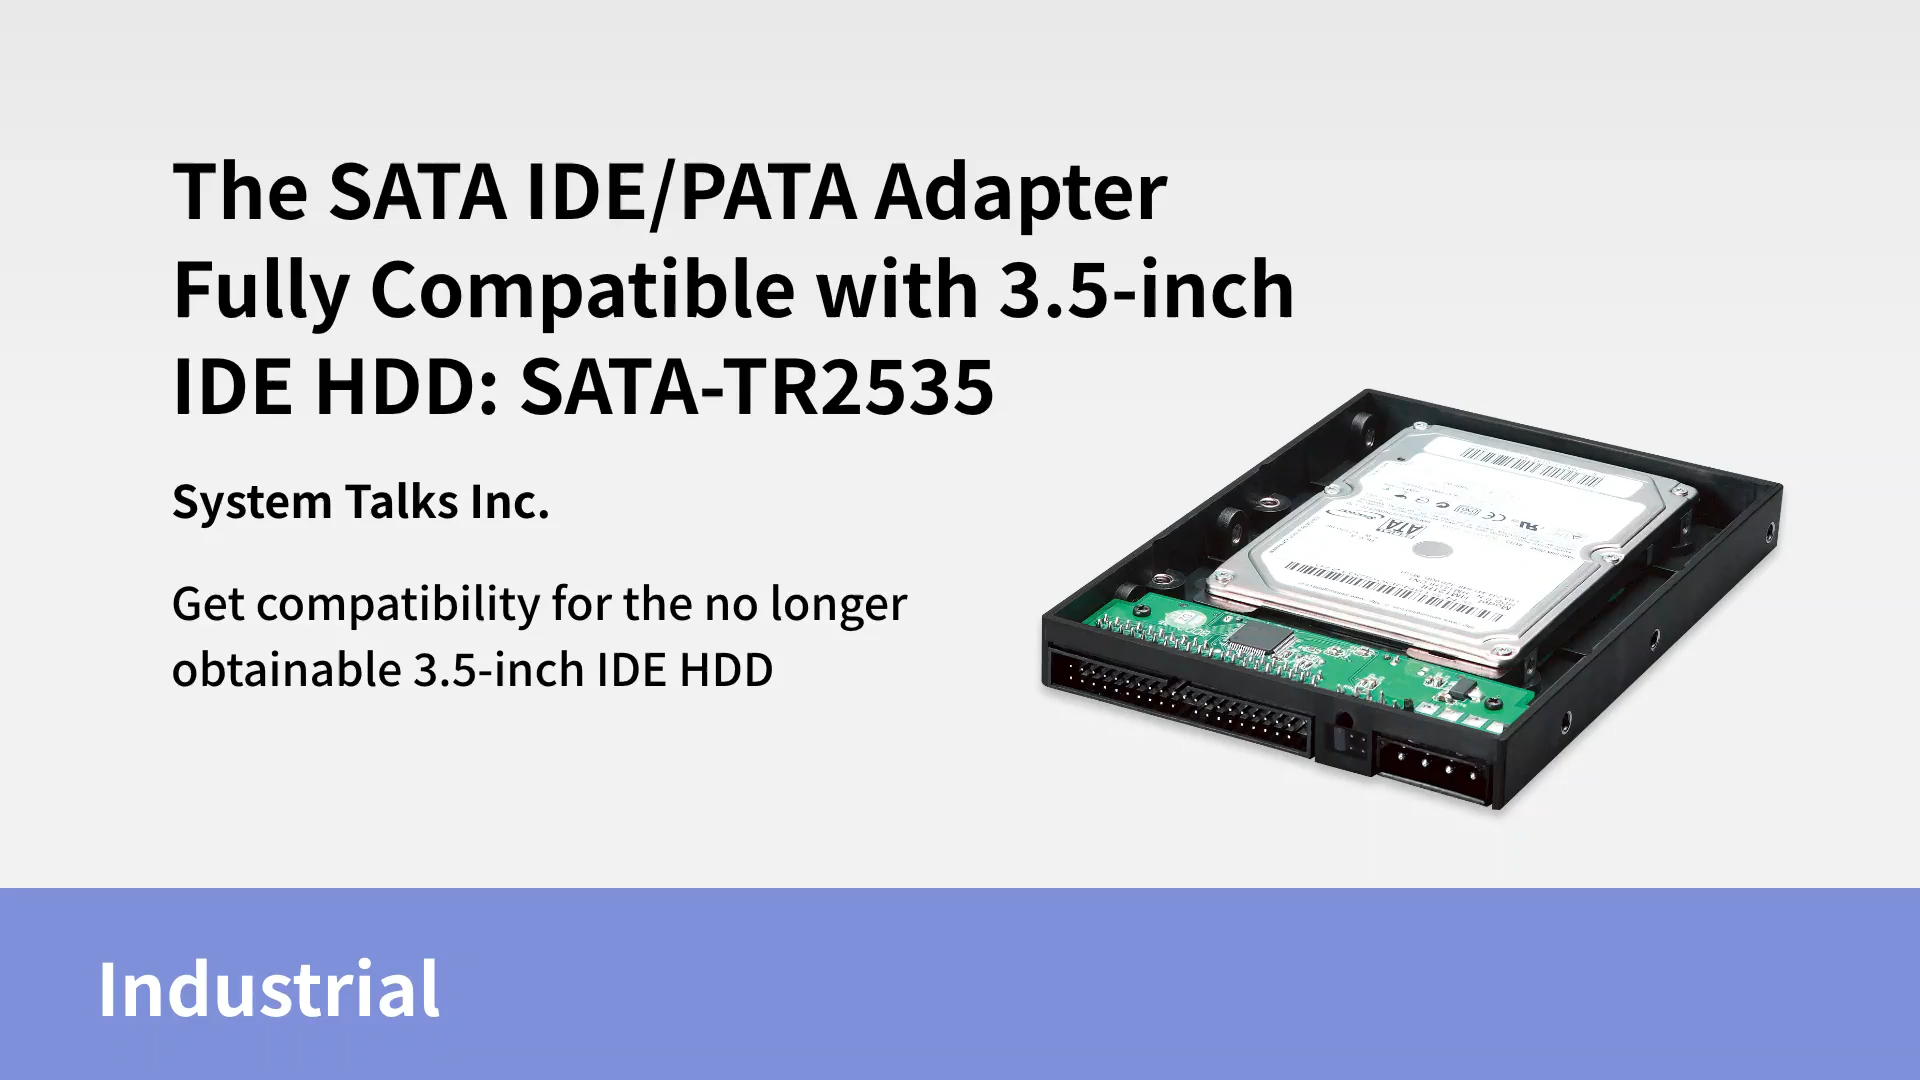 The SATA IDE/PATA Adapter
Fully Compatible with 3.5-inch
IDE HDD: SATA-TR2535
System Talks Inc.
Get compatibility for the no longer
obtainable 3.5-inch IDE HDD
Industrial